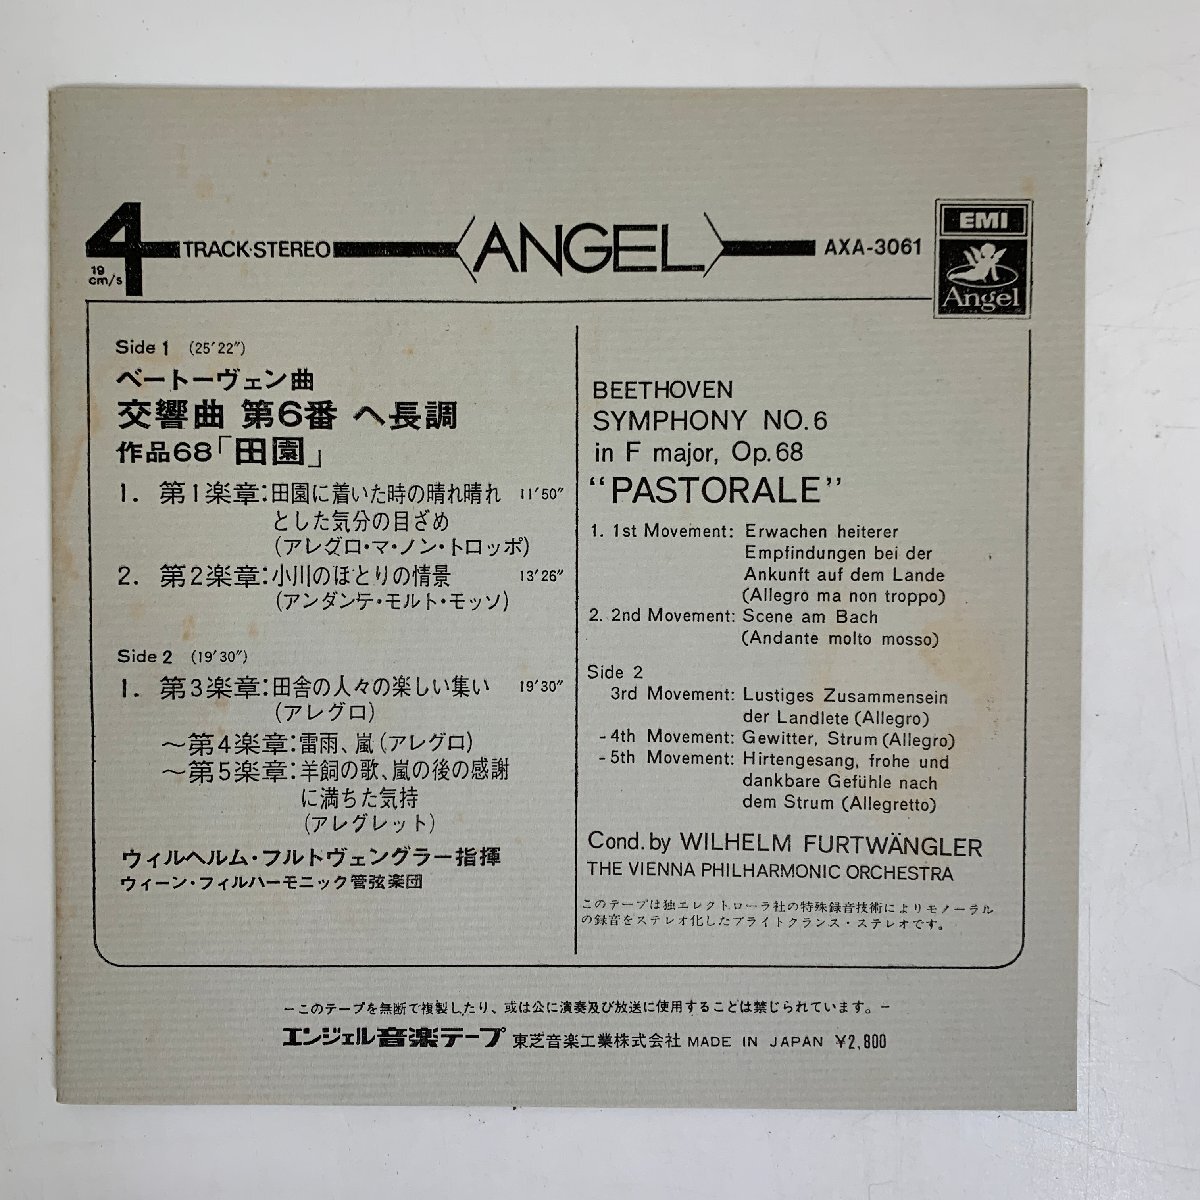 4 TRACK·STEREO 〈ANGEL〉 AXA-3061
19
cm/s
EMI
Angel
Side 1 (25′22″)
ベートーヴェン曲
交響曲 第6番 ヘ長調
作品68「田園」
1. 第1楽章:田園に着いた時の晴れ晴れ 11′50″
とした気分の目ざめ
(アレグロ・マ・ノン・トロッポ)
2. 第2楽章:小川のほとりの情景 13′26″
(アンダンテ・モルト・モッソ)
Side 2 (19′30″)
1. 第3楽章:田舎の人々の楽しい集い 19′30″
(アレグロ)
～第4楽章:雷雨、嵐(アレグロ)
～第5楽章:羊飼の歌、嵐の後の感謝
に満ちた気持
(アレグレット)
ウィルヘルム・フルトヴェングラー指揮
ウィーン・フィルハーモニック管弦楽団
BEETHOVEN
SYMPHONY NO.6
in F major, Op.68
"PASTORALE"
1. 1st Movement: Erwachen heiterer
Empfindungen bei der
Ankunft auf dem Lande
(Allegro ma non troppo)
2. 2nd Movement: Scene am Bach
(Andante molto mosso)
Side 2
3rd Movement: Lustiges Zusammensein
der Landlete (Allegro)
-4th Movement: Gewitter, Strum (Allegro)
-5th Movement: Hirtengesang, frohe und
dankbare Gefühle nach
dem Strum (Allegretto)
Cond. by WILHELM FURTWÄNGLER
THE VIENNA PHILHARMONIC ORCHESTRA
このテープは独エレクトローラ社の特殊録音技術によりモノーラル
の録音をステレオ化したブライトクランス・ステレオです。
−このテープを無断で複製したり、或は公に演奏及び放送に使用することは禁じられています。−
エンジェル音楽テープ 東芝音楽工業株式会社 MADE IN JAPAN ¥2,800